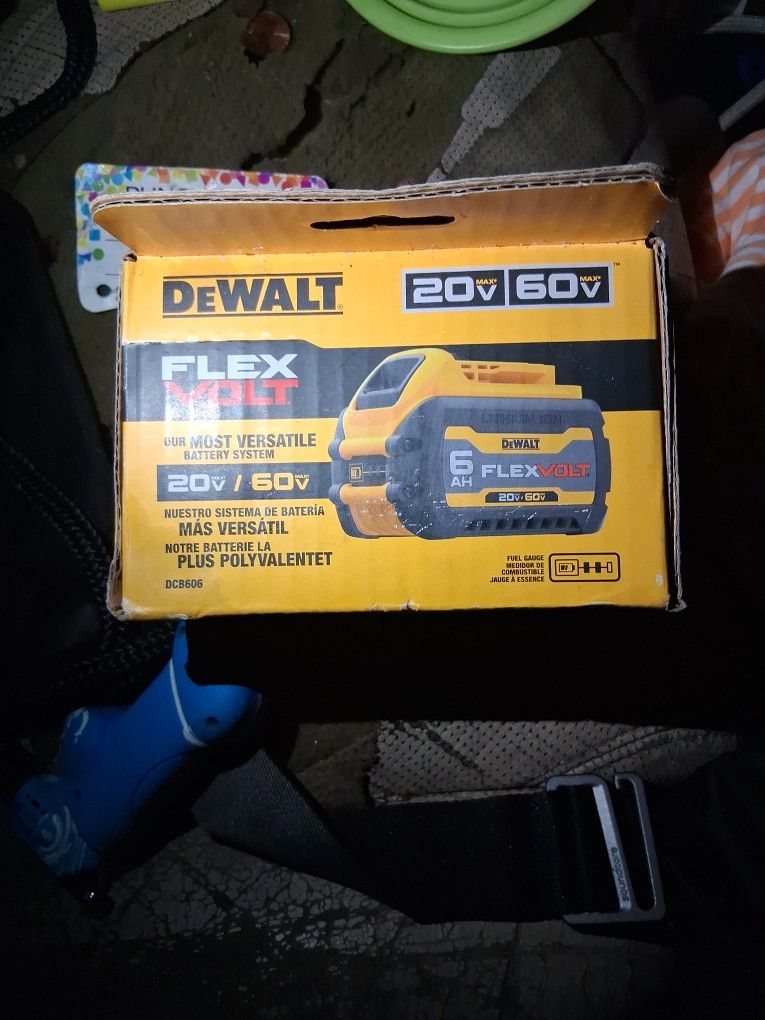 DEWALT®
20V MAX* 60V MAX*™
FLEX
VOLT
OUR MOST VERSATILE
BATTERY SYSTEM
20V MAX* / 60V MAX*
NUESTRO SISTEMA DE BATERÍA
MÁS VERSÁTIL
NOTRE BATTERIE LA
PLUS POLYVALENTET
DCB606
DEWALT
6
AH
FLEXVOLT
20V/60V
FUEL GAUGE
MEDIDOR DE
COMBUSTIBLE
JAUGE À ESSENCE
soundcore